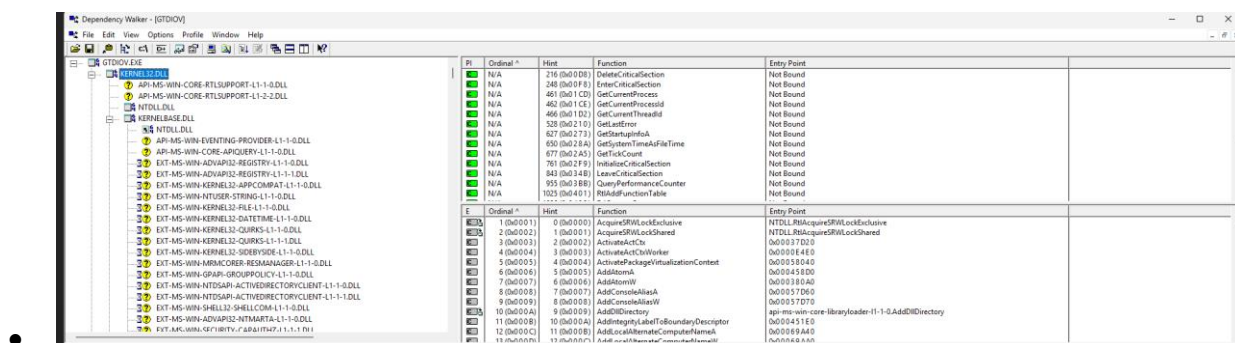 Dependency Walker - [GTDIOV]
File Edit View Options Profile Window Help
GTDIOV.EXE
KERNEL32.DLL
API-MS-WIN-CORE-RTLSUPPORT-L1-1-0.DLL
API-MS-WIN-CORE-RTLSUPPORT-L1-2-2.DLL
NTDLL.DLL
KERNELBASE.DLL
NTDLL.DLL
API-MS-WIN-EVENTING-PROVIDER-L1-1-0.DLL
API-MS-WIN-CORE-APIQUERY-L1-1-0.DLL
EXT-MS-WIN-ADVAPI32-REGISTRY-L1-1-0.DLL
EXT-MS-WIN-ADVAPI32-REGISTRY-L1-1-1.DLL
EXT-MS-WIN-KERNEL32-APPCOMPAT-L1-1-0.DLL
EXT-MS-WIN-NTUSER-STRING-L1-1-0.DLL
EXT-MS-WIN-KERNEL32-FILE-L1-1-0.DLL
EXT-MS-WIN-KERNEL32-DATETIME-L1-1-0.DLL
EXT-MS-WIN-KERNEL32-QUIRKS-L1-1-0.DLL
EXT-MS-WIN-KERNEL32-QUIRKS-L1-1-1.DLL
EXT-MS-WIN-KERNEL32-SIDEBYSIDE-L1-1-0.DLL
EXT-MS-WIN-MRMCORER-RESMANAGER-L1-1-0.DLL
EXT-MS-WIN-GPAPI-GROUPPOLICY-L1-1-0.DLL
EXT-MS-WIN-NTDSAPI-ACTIVEDIRECTORYCLIENT-L1-1-0.DLL
EXT-MS-WIN-NTDSAPI-ACTIVEDIRECTORYCLIENT-L1-1-1.DLL
EXT-MS-WIN-SHELL32-SHELLCOM-L1-1-0.DLL
EXT-MS-WIN-ADVAPI32-NTMARTA-L1-1-0.DLL
EXT-MS-WIN-SECURITY-CAPAUTHZ-L1-1-1.DLL
PI Ordinal ^ Hint Function Entry Point
N/A 216 (0x00D8) DeleteCriticalSection Not Bound
N/A 248 (0x00F8) EnterCriticalSection Not Bound
N/A 461 (0x01CD) GetCurrentProcess Not Bound
N/A 462 (0x01CE) GetCurrentProcessId Not Bound
N/A 466 (0x01D2) GetCurrentThreadId Not Bound
N/A 528 (0x0210) GetLastError Not Bound
N/A 627 (0x0273) GetStartupInfoA Not Bound
N/A 650 (0x028A) GetSystemTimeAsFileTime Not Bound
N/A 677 (0x02A5) GetTickCount Not Bound
N/A 761 (0x02F9) InitializeCriticalSection Not Bound
N/A 843 (0x034B) LeaveCriticalSection Not Bound
N/A 955 (0x03BB) QueryPerformanceCounter Not Bound
N/A 1025 (0x0401) RtlAddFunctionTable Not Bound
E Ordinal ^ Hint Function Entry Point
1 (0x0001) 0 (0x0000) AcquireSRWLockExclusive NTDLL.RtlAcquireSRWLockExclusive
2 (0x0002) 1 (0x0001) AcquireSRWLockShared NTDLL.RtlAcquireSRWLockShared
3 (0x0003) 2 (0x0002) ActivateActCtx 0x00037D20
4 (0x0004) 3 (0x0003) ActivateActCtxWorker 0x0000E4E0
5 (0x0005) 4 (0x0004) ActivatePackageVirtualizationContext 0x00058040
6 (0x0006) 5 (0x0005) AddAtomA 0x000458D0
7 (0x0007) 6 (0x0006) AddAtomW 0x000380A0
8 (0x0008) 7 (0x0007) AddConsoleAliasA 0x00057D60
9 (0x0009) 8 (0x0008) AddConsoleAliasW 0x00057D70
10 (0x000A) 9 (0x0009) AddDllDirectory api-ms-win-core-libraryloader-l1-1-0.AddDllDirectory
11 (0x000B) 10 (0x000A) AddIntegrityLabelToBoundaryDescriptor 0x000451E0
12 (0x000C) 11 (0x000B) AddLocalAlternateComputerNameA 0x00069A40
13 (0x000D) 12 (0x000C) AddLocalAlternateComputerNameW